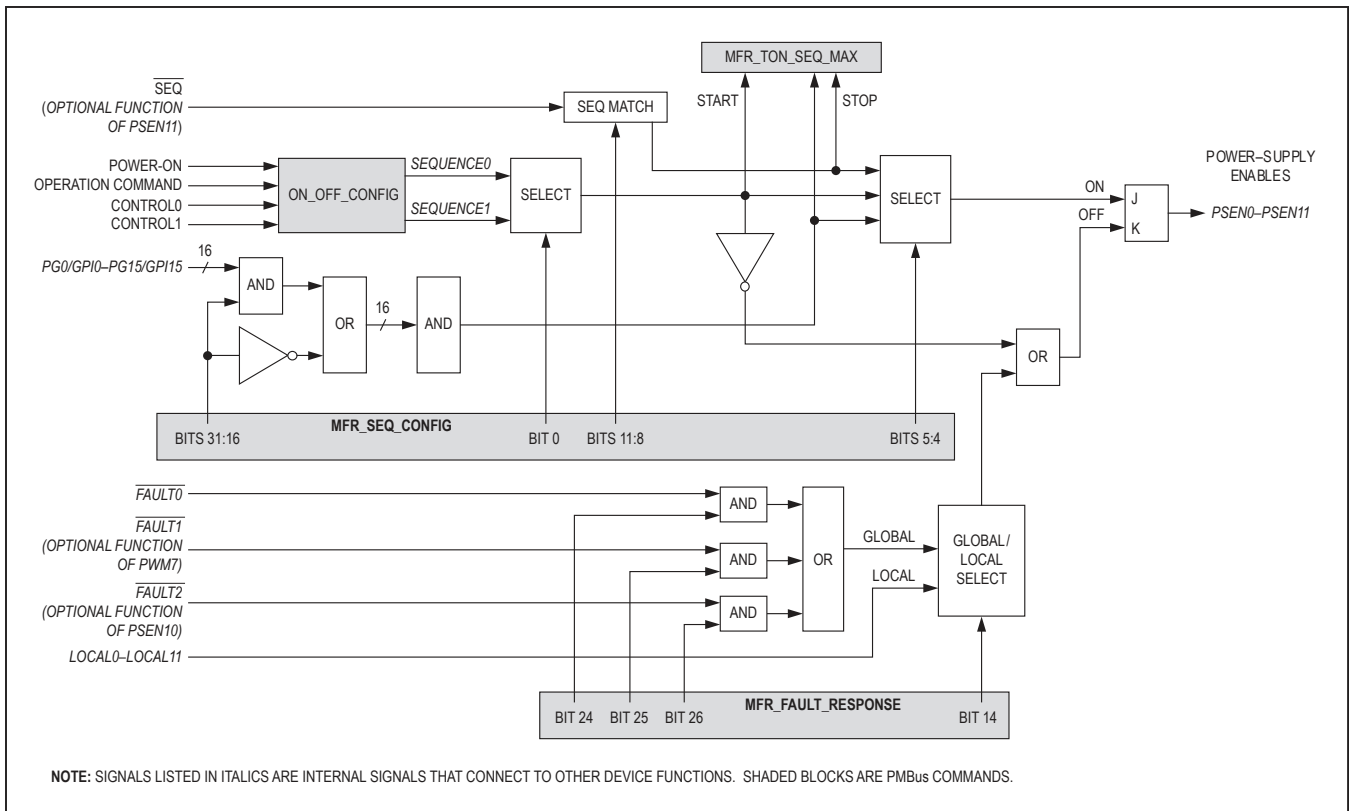 MFR_TON_SEQ_MAX
SEQ
(OPTIONAL FUNCTION
OF PSEN11)
START
STOP
SEQ MATCH
POWER-ON
OPERATION COMMAND
CONTROL0
CONTROL1
ON_OFF_CONFIG
SEQUENCE0
SEQUENCE1
SELECT
SELECT
POWER–SUPPLY
ENABLES
ON
OFF
J
K
PSEN0–PSEN11
16
PG0/GPI0–PG15/GPI15
AND
OR
16
AND
OR
MFR_SEQ_CONFIG
BITS 31:16
BIT 0
BITS 11:8
BITS 5:4
FAULT0
FAULT1
(OPTIONAL FUNCTION
OF PWM7)
FAULT2
(OPTIONAL FUNCTION
OF PSEN10)
LOCAL0–LOCAL11
AND
AND
AND
OR
GLOBAL
LOCAL
GLOBAL/
LOCAL
SELECT
MFR_FAULT_RESPONSE
BIT 24
BIT 25
BIT 26
BIT 14
NOTE: SIGNALS LISTED IN ITALICS ARE INTERNAL SIGNALS THAT CONNECT TO OTHER DEVICE FUNCTIONS. SHADED BLOCKS ARE PMBus COMMANDS.